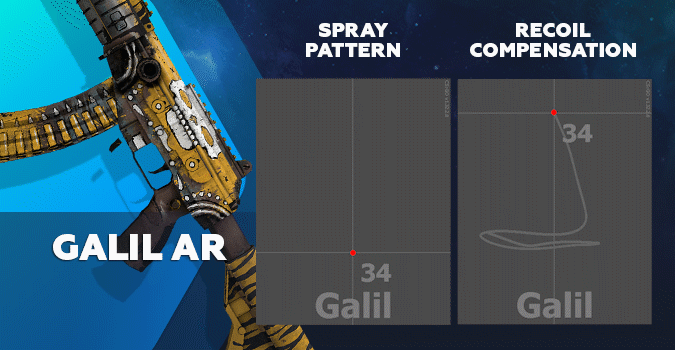 SPRAY
PATTERN
RECOIL
COMPENSATION
34
GALIL AR
34
Galil
Galil